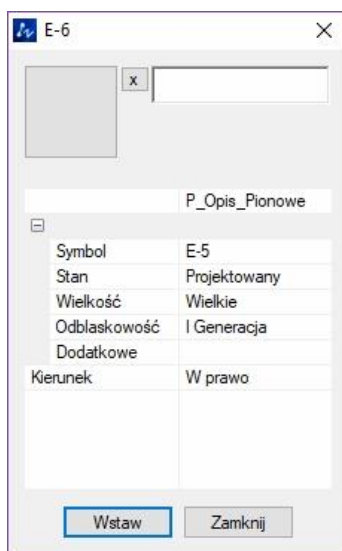 E-6
x
P_Opis_Pionowe
Symbol E-5
Stan Projektowany
Wielkość Wielkie
Odblaskowość I Generacja
Dodatkowe
Kierunek W prawo
Wstaw Zamknij